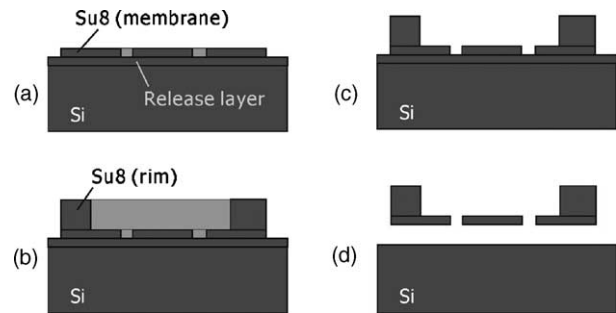 Su8 (membrane)
(a)
Release layer
Si
Su8 (rim)
(b)
Si
(c)
Si
(d)
Si